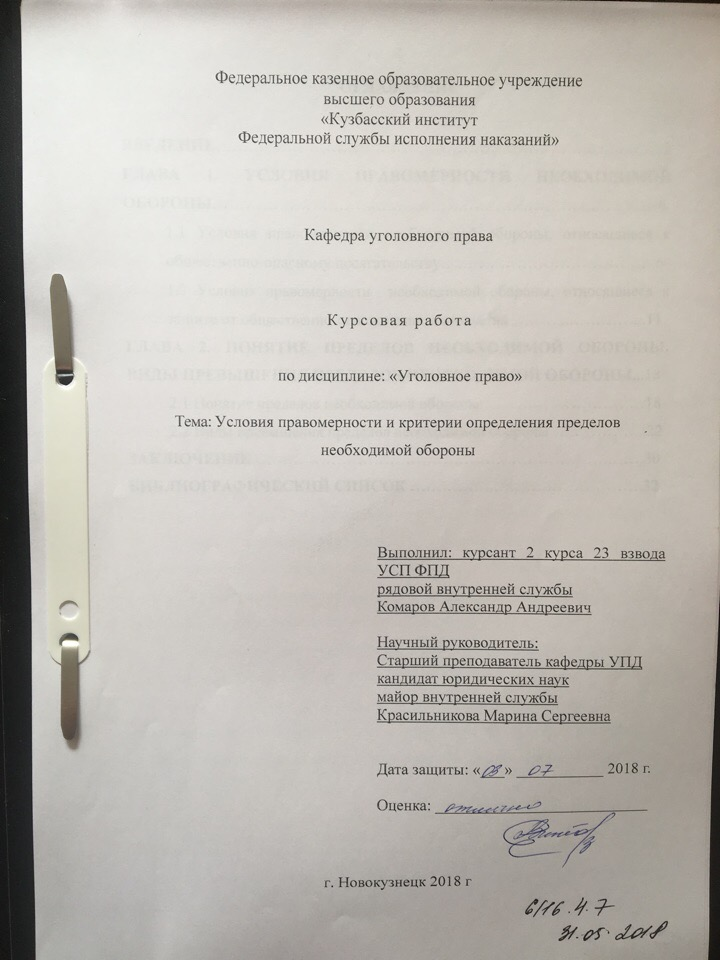 Федеральное казенное образовательное учреждение
высшего образования
«Кузбасский институт
Федеральной службы исполнения наказаний»
Кафедра уголовного права
Курсовая работа
по дисциплине: «Уголовное право»
Тема: Условия правомерности и критерии определения пределов
необходимой обороны
Выполнил: курсант 2 курса 23 взвода
УСП ФПД
рядовой внутренней службы
Комаров Александр Андреевич
Научный руководитель:
Старший преподаватель кафедры УПД
кандидат юридических наук
майор внутренней службы
Красильникова Марина Сергеевна
Дата защиты: «03» 07 2018 г.
Оценка: отлично
г. Новокузнецк 2018 г
6/16.4.7
31.05.2018